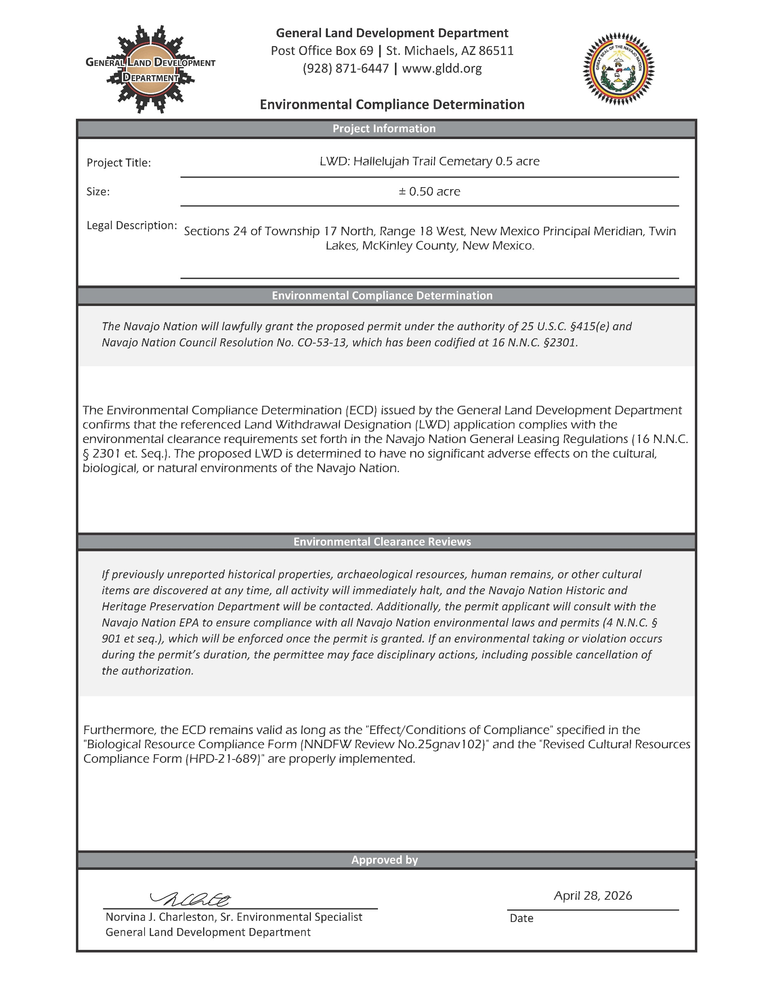 GENERAL LAND DEVELOPMENT
DEPARTMENT
General Land Development Department
Post Office Box 69 | St. Michaels, AZ 86511
(928) 871-6447 | www.gldd.org
GREAT SEAL OF THE NAVAJO NATION
Environmental Compliance Determination
Project Information
Project Title: LWD: Hallelujah Trail Cemetary 0.5 acre
Size: ± 0.50 acre
Legal Description: Sections 24 of Township 17 North, Range 18 West, New Mexico Principal Meridian, Twin
Lakes, McKinley County, New Mexico.
Environmental Compliance Determination
The Navajo Nation will lawfully grant the proposed permit under the authority of 25 U.S.C. §415(e) and
Navajo Nation Council Resolution No. CO-53-13, which has been codified at 16 N.N.C. §2301.
The Environmental Compliance Determination (ECD) issued by the General Land Development Department
confirms that the referenced Land Withdrawal Designation (LWD) application complies with the
environmental clearance requirements set forth in the Navajo Nation General Leasing Regulations (16 N.N.C.
§ 2301 et. Seq.). The proposed LWD is determined to have no significant adverse effects on the cultural,
biological, or natural environments of the Navajo Nation.
Environmental Clearance Reviews
If previously unreported historical properties, archaeological resources, human remains, or other cultural
items are discovered at any time, all activity will immediately halt, and the Navajo Nation Historic and
Heritage Preservation Department will be contacted. Additionally, the permit applicant will consult with the
Navajo Nation EPA to ensure compliance with all Navajo Nation environmental laws and permits (4 N.N.C. §
901 et seq.), which will be enforced once the permit is granted. If an environmental taking or violation occurs
during the permit’s duration, the permittee may face disciplinary actions, including possible cancellation of
the authorization.
Furthermore, the ECD remains valid as long as the "Effect/Conditions of Compliance" specified in the
"Biological Resource Compliance Form (NNDFW Review No.25gnav102)" and the "Revised Cultural Resources
Compliance Form (HPD-21-689)" are properly implemented.
Approved by
April 28, 2026
Norvina J. Charleston, Sr. Environmental Specialist
Date
General Land Development Department